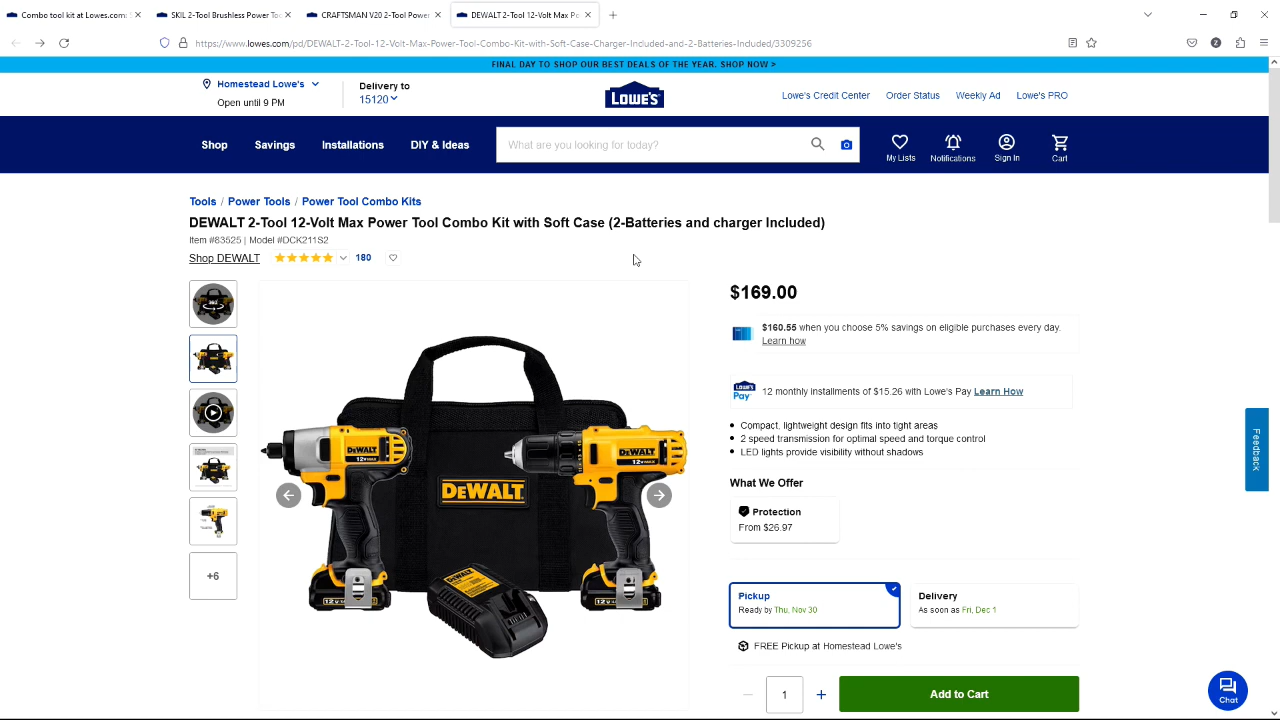 Combo tool kit at Lowes.com: S
SKIL 2-Tool Brushless Power To
CRAFTSMAN V20 2-Tool Power
DEWALT 2-Tool 12-Volt Max Po
https://www.lowes.com/pd/DEWALT-2-Tool-12-Volt-Max-Power-Tool-Combo-Kit-with-Soft-Case-Charger-Included-and-2-Batteries-Included/3309256
2
FINAL DAY TO SHOP OUR BEST DEALS OF THE YEAR. SHOP NOW >
Homestead Lowe's
Open until 9 PM
Delivery to
15120
LOWE'S
Lowe's Credit Center
Order Status
Weekly Ad
Lowe's PRO
Shop
Savings
Installations
DIY & Ideas
What are you looking for today?
My Lists
Notifications
Sign In
Cart
Tools / Power Tools / Power Tool Combo Kits
DEWALT 2-Tool 12-Volt Max Power Tool Combo Kit with Soft Case (2-Batteries and charger Included)
Item #83525 | Model #DCK211S2
Shop DEWALT
180
+6
DEWALT
12V MAX
DEWALT
12V MAX
DEWALT
DEWALT
12V MAX
12V MAX
$169.00
$160.55 when you choose 5% savings on eligible purchases every day.
Learn how
LOWE'S
Pay
12 monthly installments of $15.26 with Lowe's Pay Learn How
Compact, lightweight design fits into tight areas
2 speed transmission for optimal speed and torque control
LED lights provide visibility without shadows
What We Offer
Protection
From $26.97
Pickup
Ready by Thu, Nov 30
Delivery
As soon as Fri, Dec 1
FREE Pickup at Homestead Lowe's
1
Add to Cart
Feedback
Chat